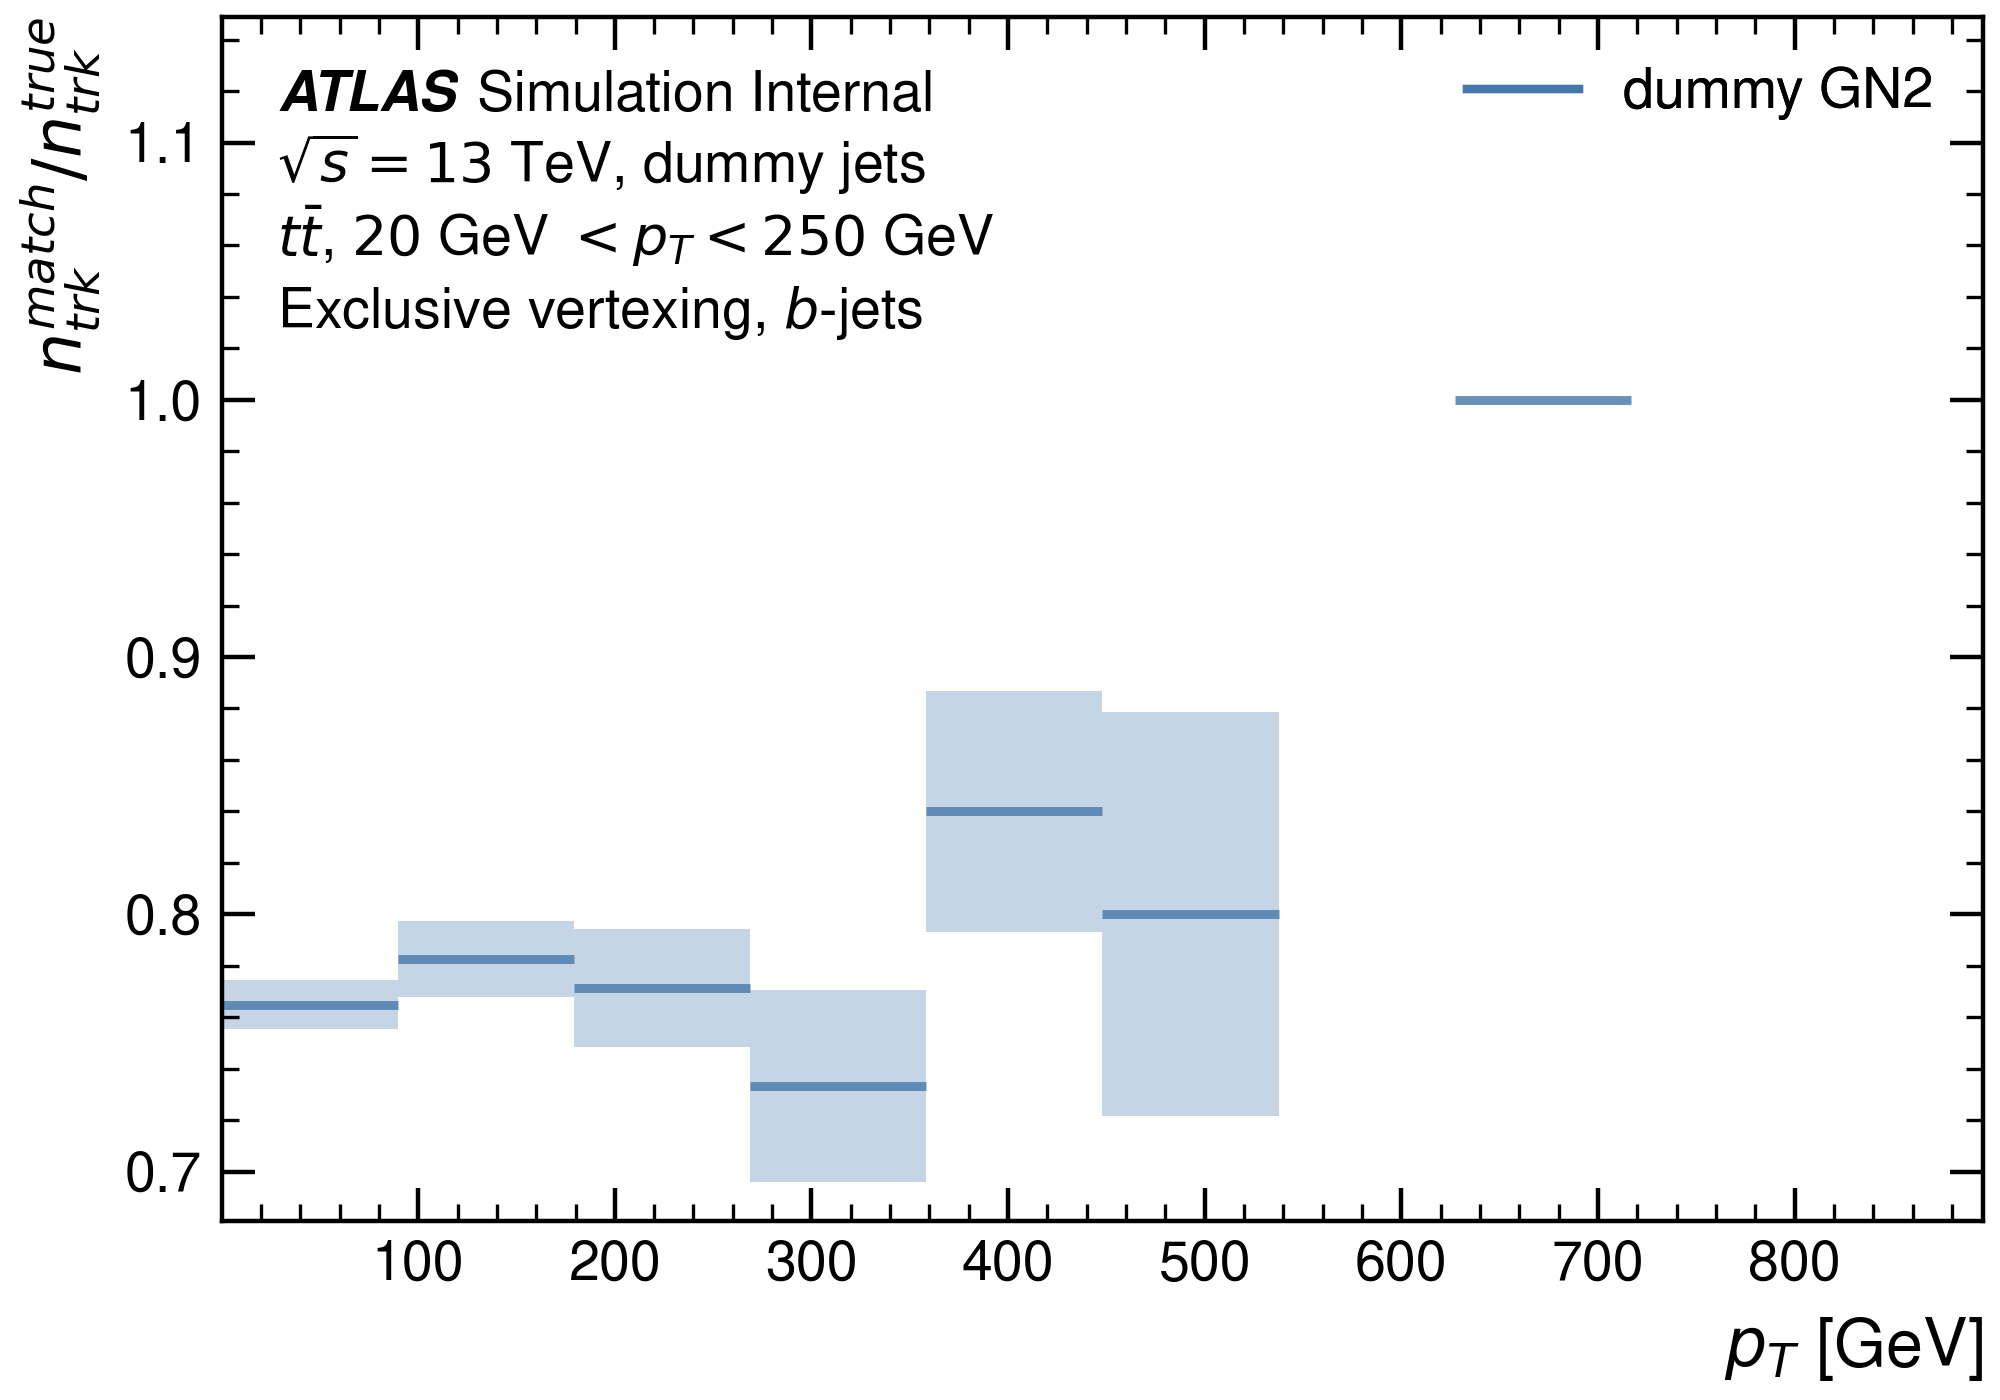 ATLAS Simulation Internal
√s = 13 TeV, dummy jets
tt̄, 20 GeV < p_T < 250 GeV
Exclusive vertexing, b-jets
dummy GN2
n_trk^match/n_trk^true
1.1
1.0
0.9
0.8
0.7
100 200 300 400 500 600 700 800
p_T [GeV]